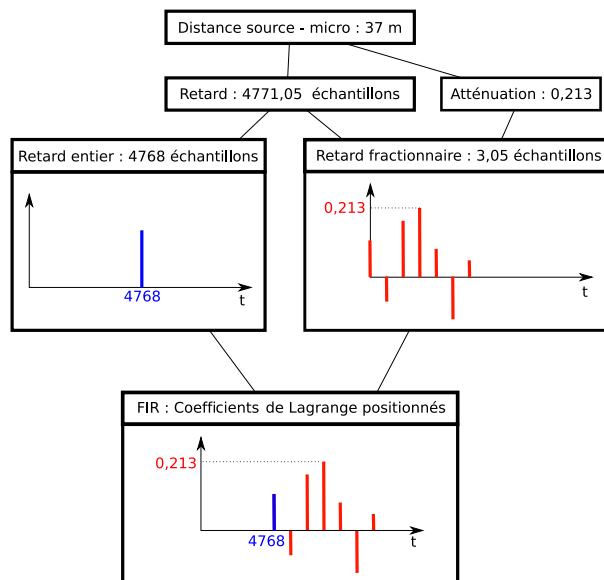 Distance source - micro : 37 m
Retard : 4771,05 échantillons
Atténuation : 0,213
Retard entier : 4768 échantillons
4768
t
Retard fractionnaire : 3,05 échantillons
0,213
t
FIR : Coefficients de Lagrange positionnés
0,213
4768
t